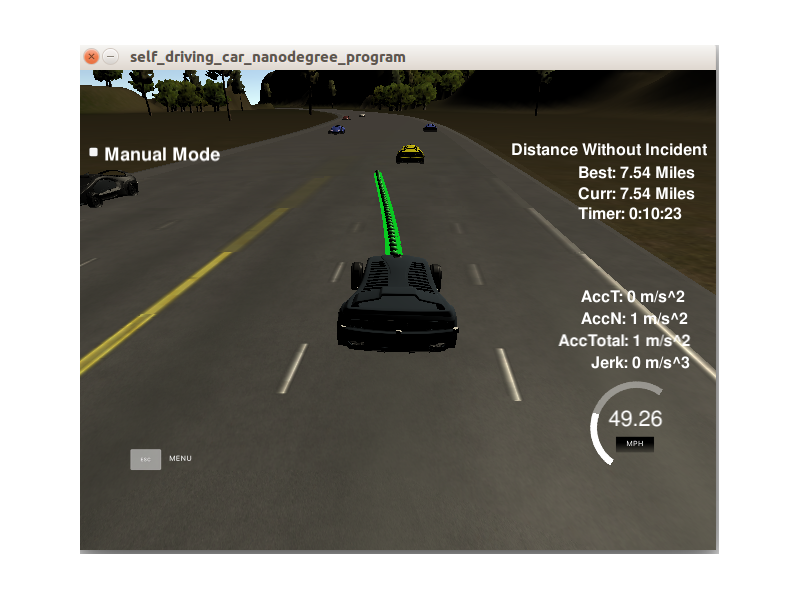 self_driving_car_nanodegree_program
Manual Mode
Distance Without Incident
Best: 7.54 Miles
Curr: 7.54 Miles
Timer: 0:10:23
AccT: 0 m/s^2
AccN: 1 m/s^2
AccTotal: 1 m/s^2
Jerk: 0 m/s^3
49.26
MPH
ESC MENU